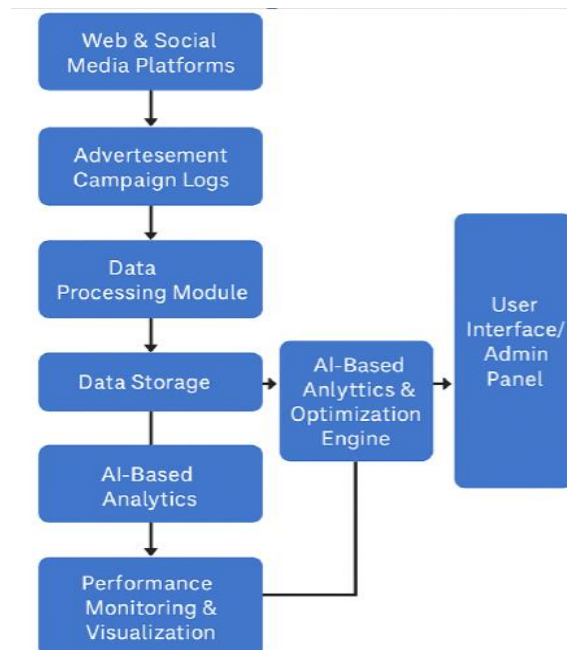 Web & Social
Media Platforms
Advertesement
Campaign Logs
Data
Processing Module
Data Storage
AI-Based
Analytics
Performance
Monitoring &
Visualization
AI-Based
Anlyttics &
Optimization
Engine
User
Interface/
Admin
Panel